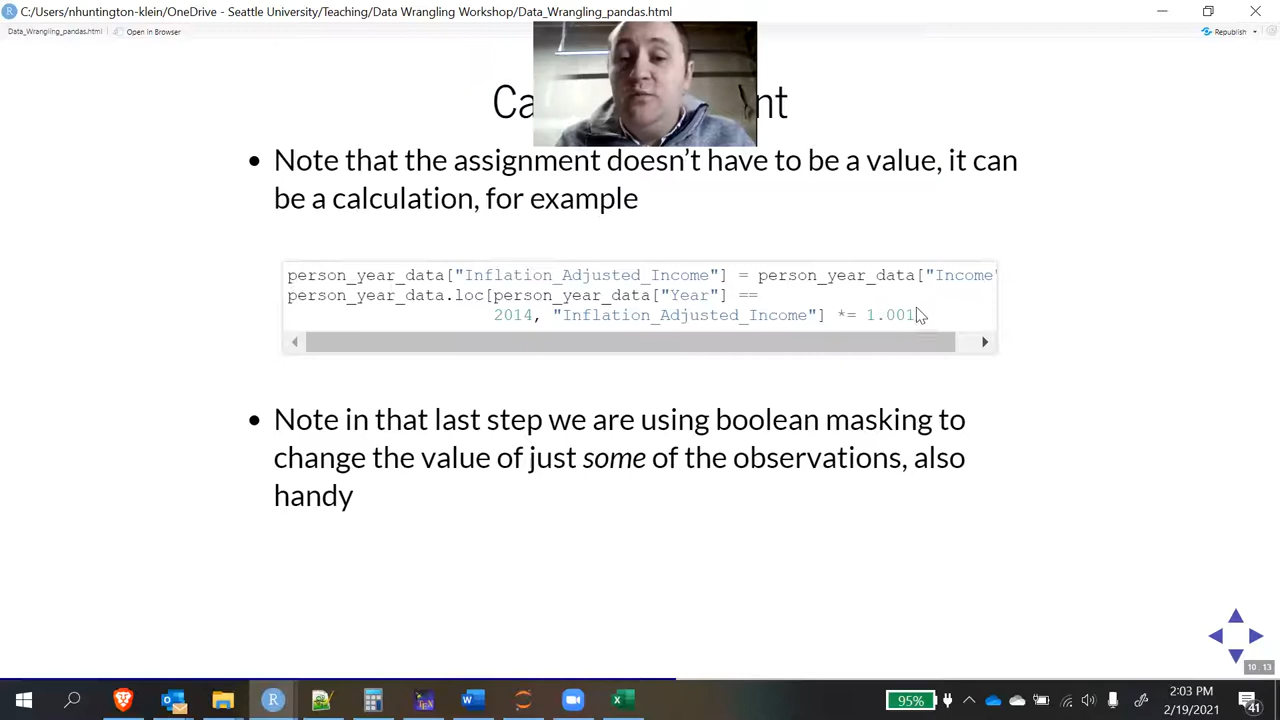 C:/Users/nhuntington-klein/OneDrive - Seattle University/Teaching/Data Wrangling Workshop/Data_Wrangling_pandas.html
Data_Wrangling_pandas.html Open in Browser Republish
Note that the assignment doesn't have to be a value, it can
be a calculation, for example
person_year_data["Inflation_Adjusted_Income"] = person_year_data["Income"
person_year_data.loc[person_year_data["Year"] ==
2014, "Inflation_Adjusted_Income"] *= 1.001
Note in that last step we are using boolean masking to
change the value of just some of the observations, also
handy
10.13
95%
2:03 PM
2/19/2021
41